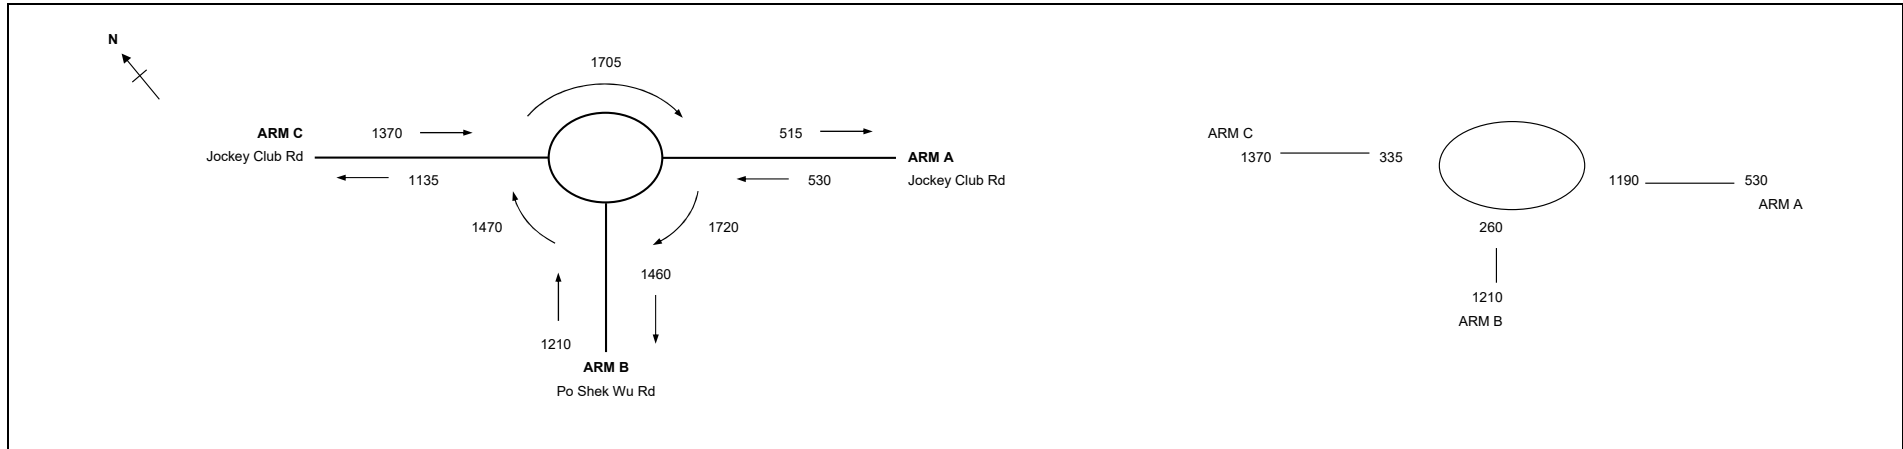 N
1705
ARM C 1370 515 ARM A
Jockey Club Rd 1135 530 Jockey Club Rd
1470 1720
1460
1210
ARM B
Po Shek Wu Rd
ARM C
1370 335
1190 530
ARM A
260
1210
ARM B